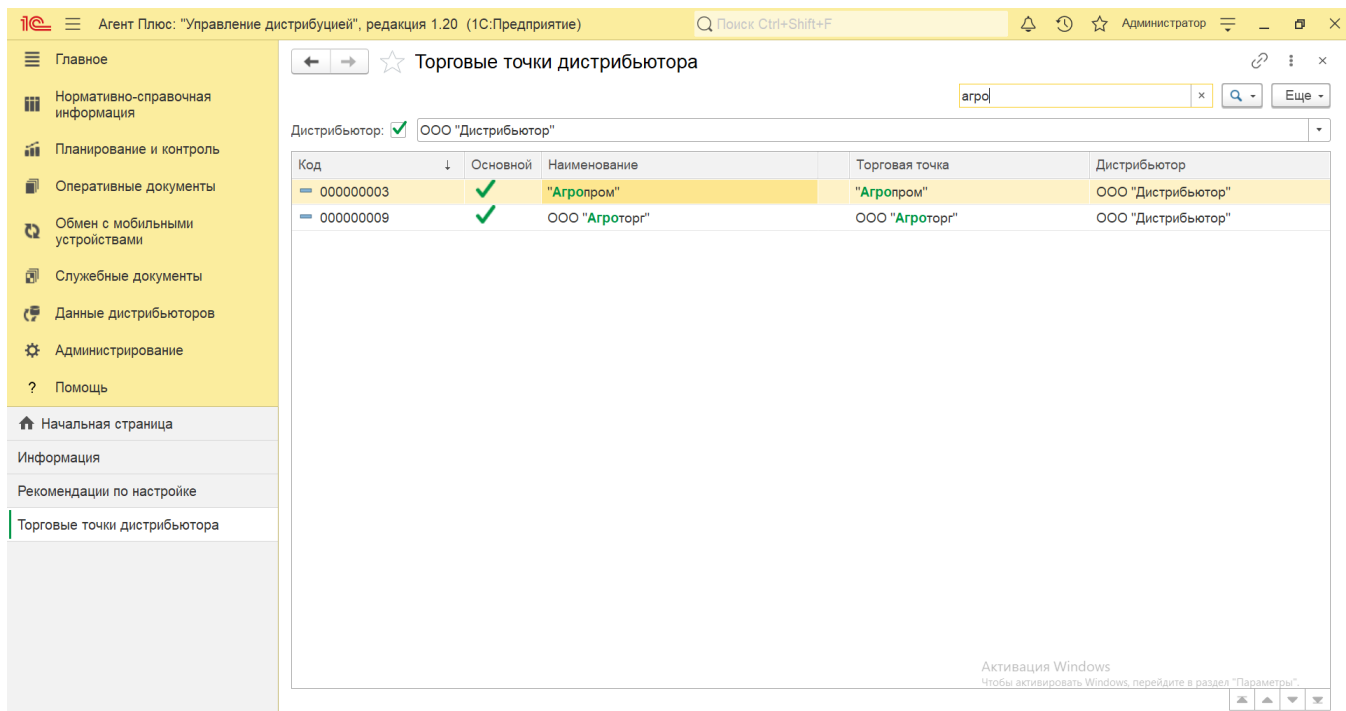 1С Агент Плюс: "Управление дистрибуцией", редакция 1.20 (1С:Предприятие) Поиск Ctrl+Shift+F Администратор
Главное
Нормативно-справочная
информация
Планирование и контроль
Оперативные документы
Обмен с мобильными
устройствами
Служебные документы
Данные дистрибьюторов
Администрирование
? Помощь
Начальная страница
Информация
Рекомендации по настройке
Торговые точки дистрибьютора
Торговые точки дистрибьютора
агро Еще
Дистрибьютор: ООО "Дистрибьютор"
Код Основной Наименование Торговая точка Дистрибьютор
000000003 "Агропром" "Агропром" ООО "Дистрибьютор"
000000009 ООО "Агроторг" ООО "Агроторг" ООО "Дистрибьютор"
Активация Windows
Чтобы активировать Windows, перейдите в раздел "Параметры".